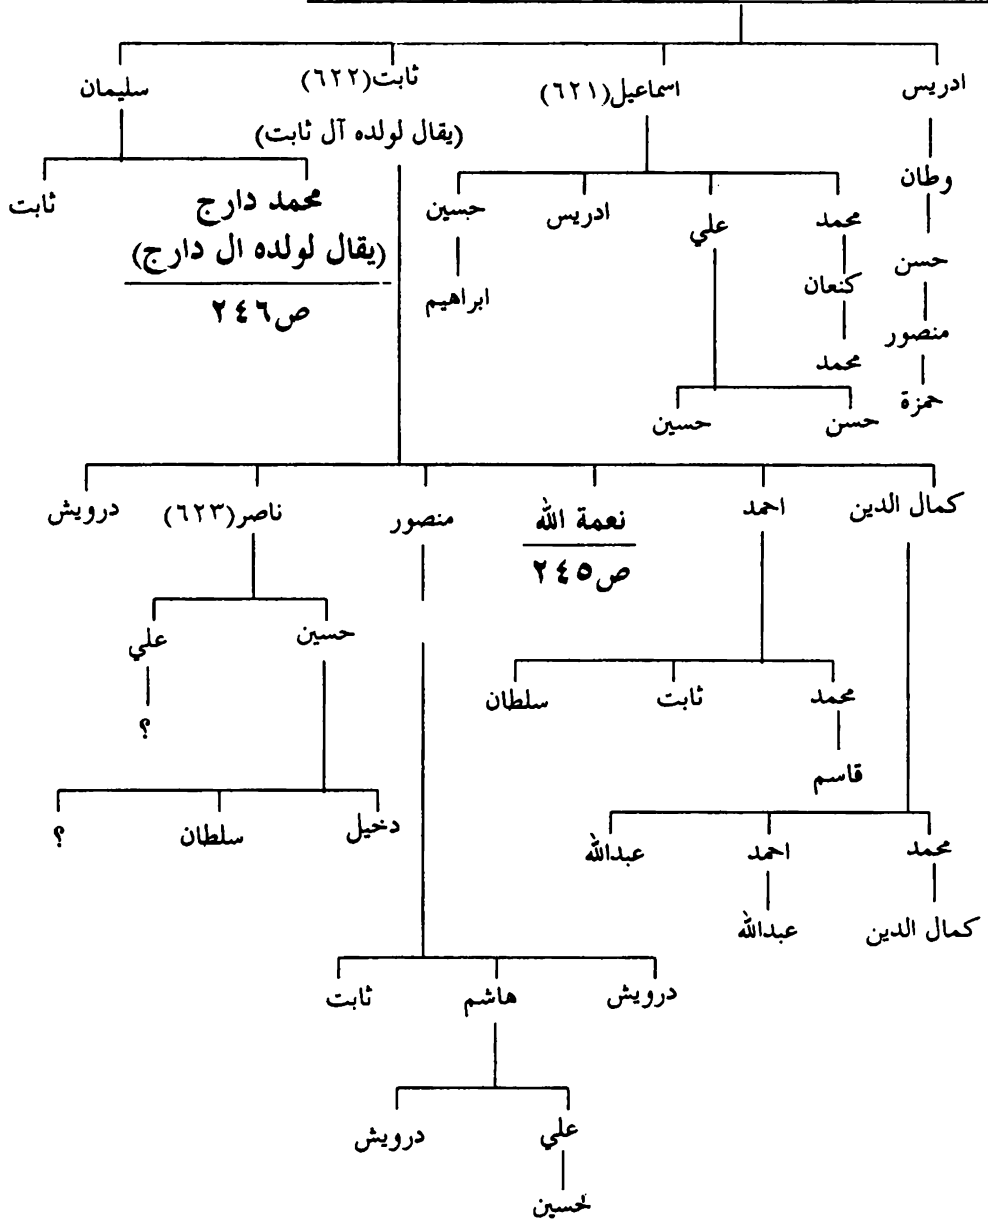 ادريس
اسماعيل(٦٢١)
ثابت(٦٢٢)
سليمان
(يقال لولده آل ثابت)
وطان
محمد
علي
ادريس
حسين
محمد دارج
ثابت
(يقال لولده ال دارج)
حسن
كنعان
ابراهيم
ص٢٤٦
منصور
محمد
حمزة
حسن
حسين
كمال الدين
احمد
نعمة الله
منصور
ناصر(٦٢٣)
درويش
ص٢٤٥
حسين
علي
محمد
ثابت
سلطان
؟
قاسم
دخيل
سلطان
؟
محمد
احمد
عبدالله
كمال الدين
عبدالله
درويش
هاشم
ثابت
علي
درويش
حسين